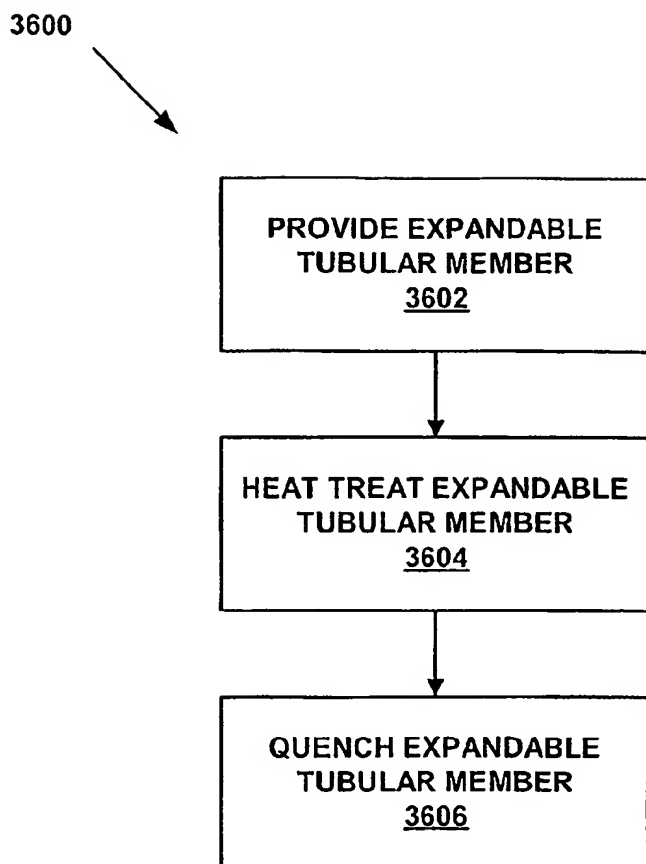 3600
PROVIDE EXPANDABLE
TUBULAR MEMBER
3602
HEAT TREAT EXPANDABLE
TUBULAR MEMBER
3604
QUENCH EXPANDABLE
TUBULAR MEMBER
3606